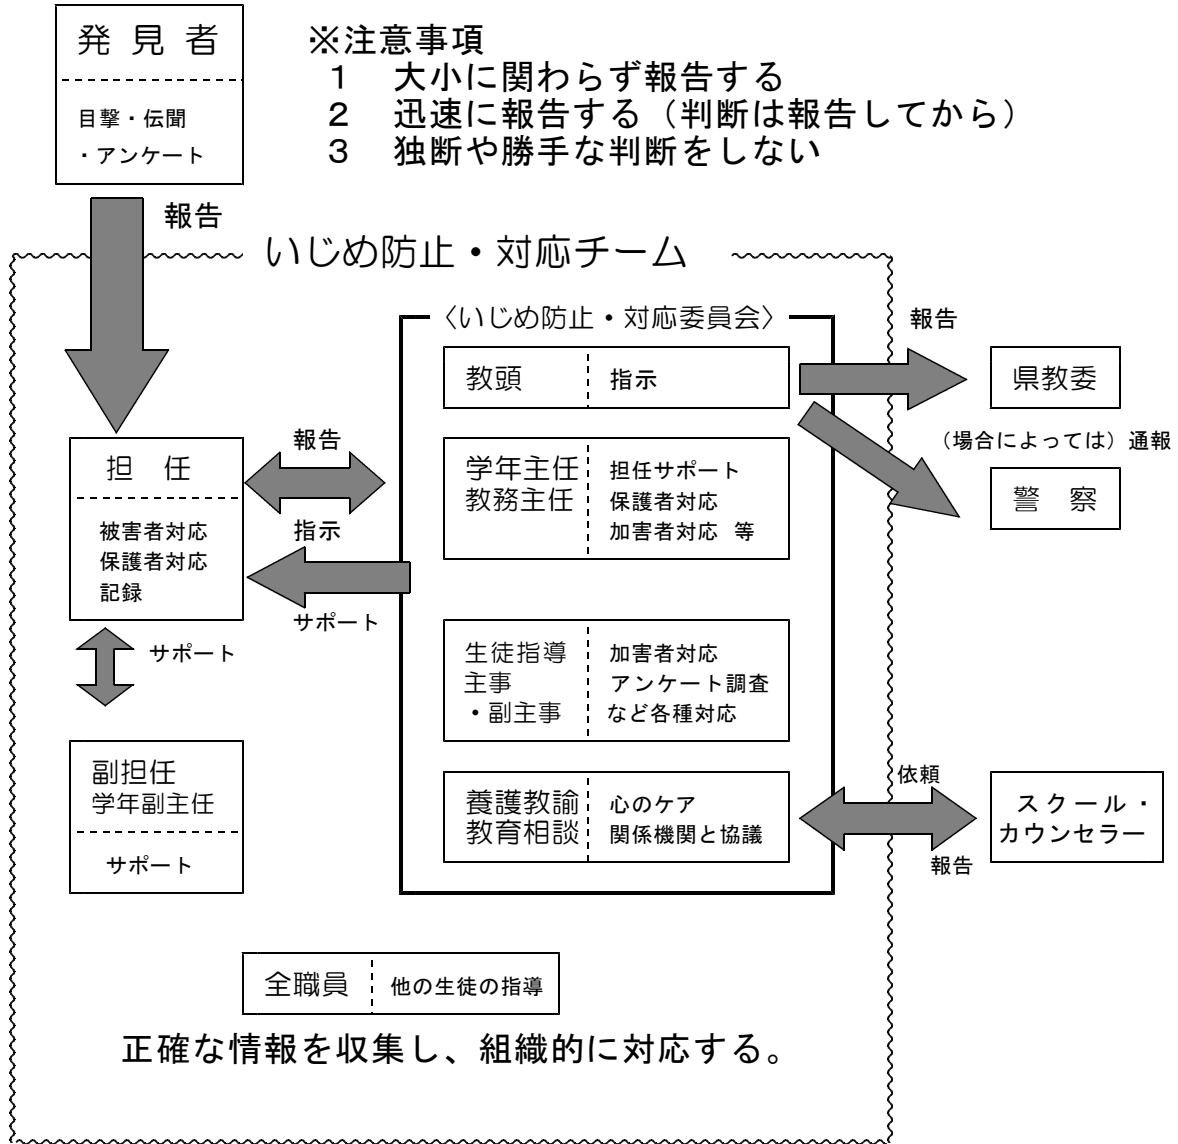 発見者
目撃・伝聞
・アンケート
※注意事項
1 大小に関わらず報告する
2 迅速に報告する（判断は報告してから）
3 独断や勝手な判断をしない
報告
いじめ防止・対応チーム
〈いじめ防止・対応委員会〉
教頭 指示
報告
県教委
（場合によっては）通報
警 察
担 任
被害者対応
保護者対応
記録
報告
指示
サポート
学年主任 担任サポート
教務主任 保護者対応
加害者対応 等
サポート
生徒指導 加害者対応
主事 アンケート調査
・副主事 など各種対応
副担任
学年副主任
サポート
養護教諭 心のケア
教育相談 関係機関と協議
依頼
報告
スクール・
カウンセラー
全職員 他の生徒の指導
正確な情報を収集し、組織的に対応する。